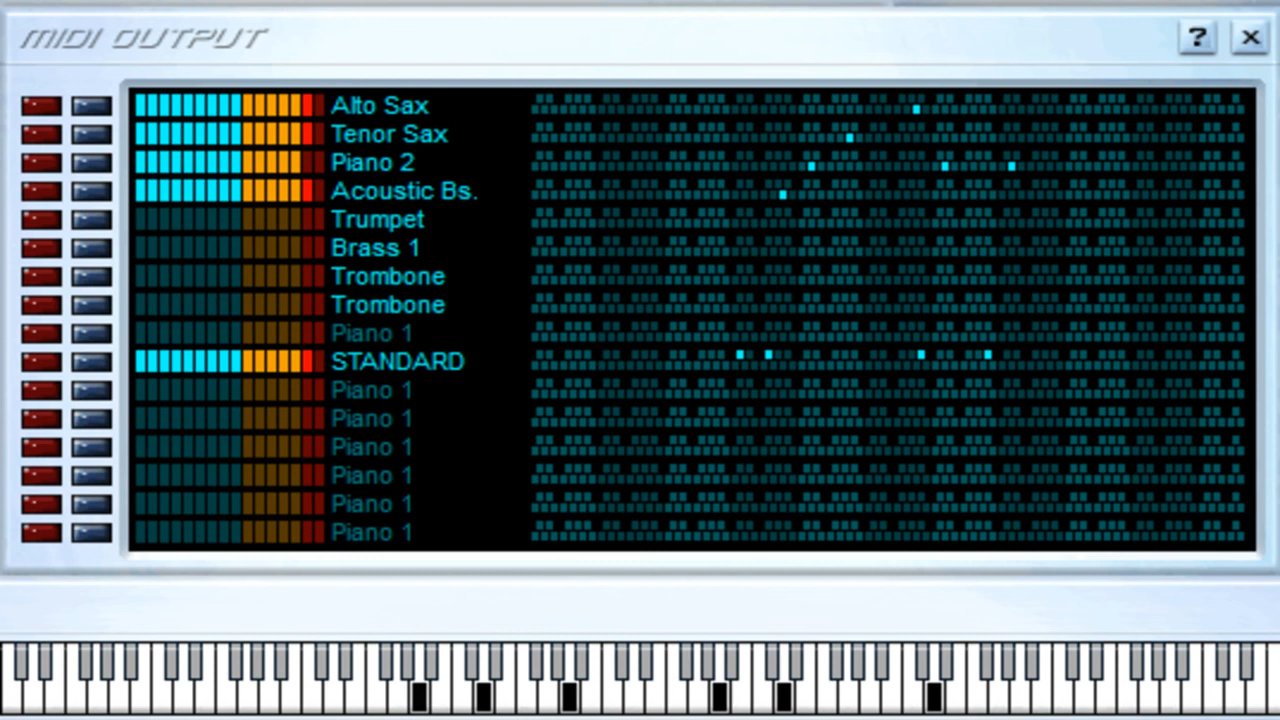 MIDI OUTPUT ? ×
Alto Sax
Tenor Sax
Piano 2
Acoustic Bs.
Trumpet
Brass 1
Trombone
Trombone
Piano 1
STANDARD
Piano 1
Piano 1
Piano 1
Piano 1
Piano 1
Piano 1